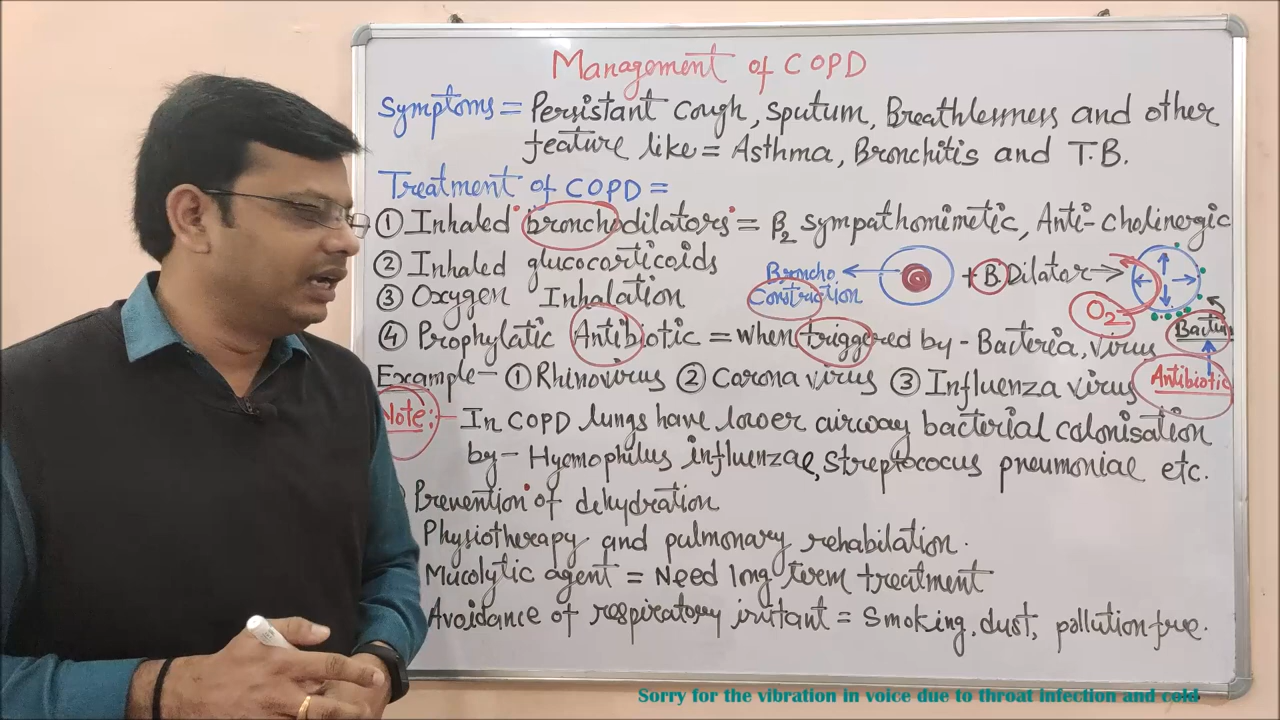 Management of COPD
Symptoms = Persistant Cough, Sputum, Breathlessness and other
feature like = Asthma, Bronchitis and T.B.
Treatment of COPD =
① Inhaled bronchodilators = β2 sympathomimetic, Anti-cholinergic
② Inhaled glucocorticoids
Broncho
Constraction
+ B.Dilator
③ Oxygen Inhalation
O2
④ Prophylatic Antibiotic = when triggered by - Bacteria, virus
Example - ① Rhinovirus ② Corona virus ③ Influenza virus
Antibiotic
Note:- In COPD lungs have lower airway bacterial colonisation
by - Hyemophilus influenzae, Streptococus pneumoniae etc.
Prevention of dehydration
Physiotherapy and pulmonary rehabilation.
Mucolytic agent = Need long term treatment
Avoidance of respiratory irritant = Smoking, dust, pollution free.
Sorry for the vibration in voice due to throat infection and cold